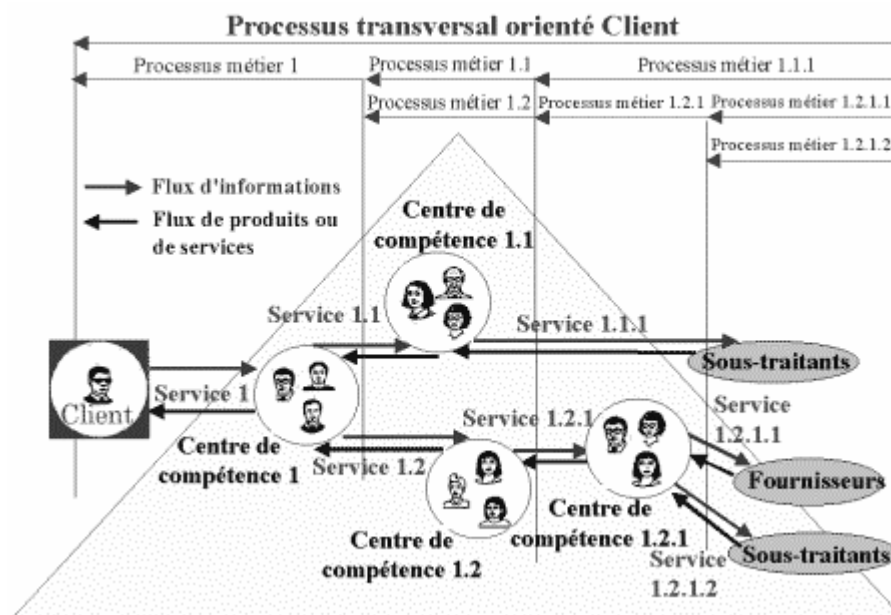 Processus transversal orienté Client
Processus métier 1
Processus métier 1.1
Processus métier 1.1.1
Processus métier 1.2
Processus métier 1.2.1
Processus métier 1.2.1.1
Processus métier 1.2.1.2
Flux d'informations
Flux de produits ou
de services
Centre de
compétence 1.1
Service 1.1
Service 1.1.1
Sous-traitants
Client
Service 1
Centre de
compétence 1
Service 1.2
Service 1.2.1
Service
1.2.1.1
Fournisseurs
Centre de
compétence 1.2
Centre de
compétence 1.2.1
Sous-traitants
Service
1.2.1.2